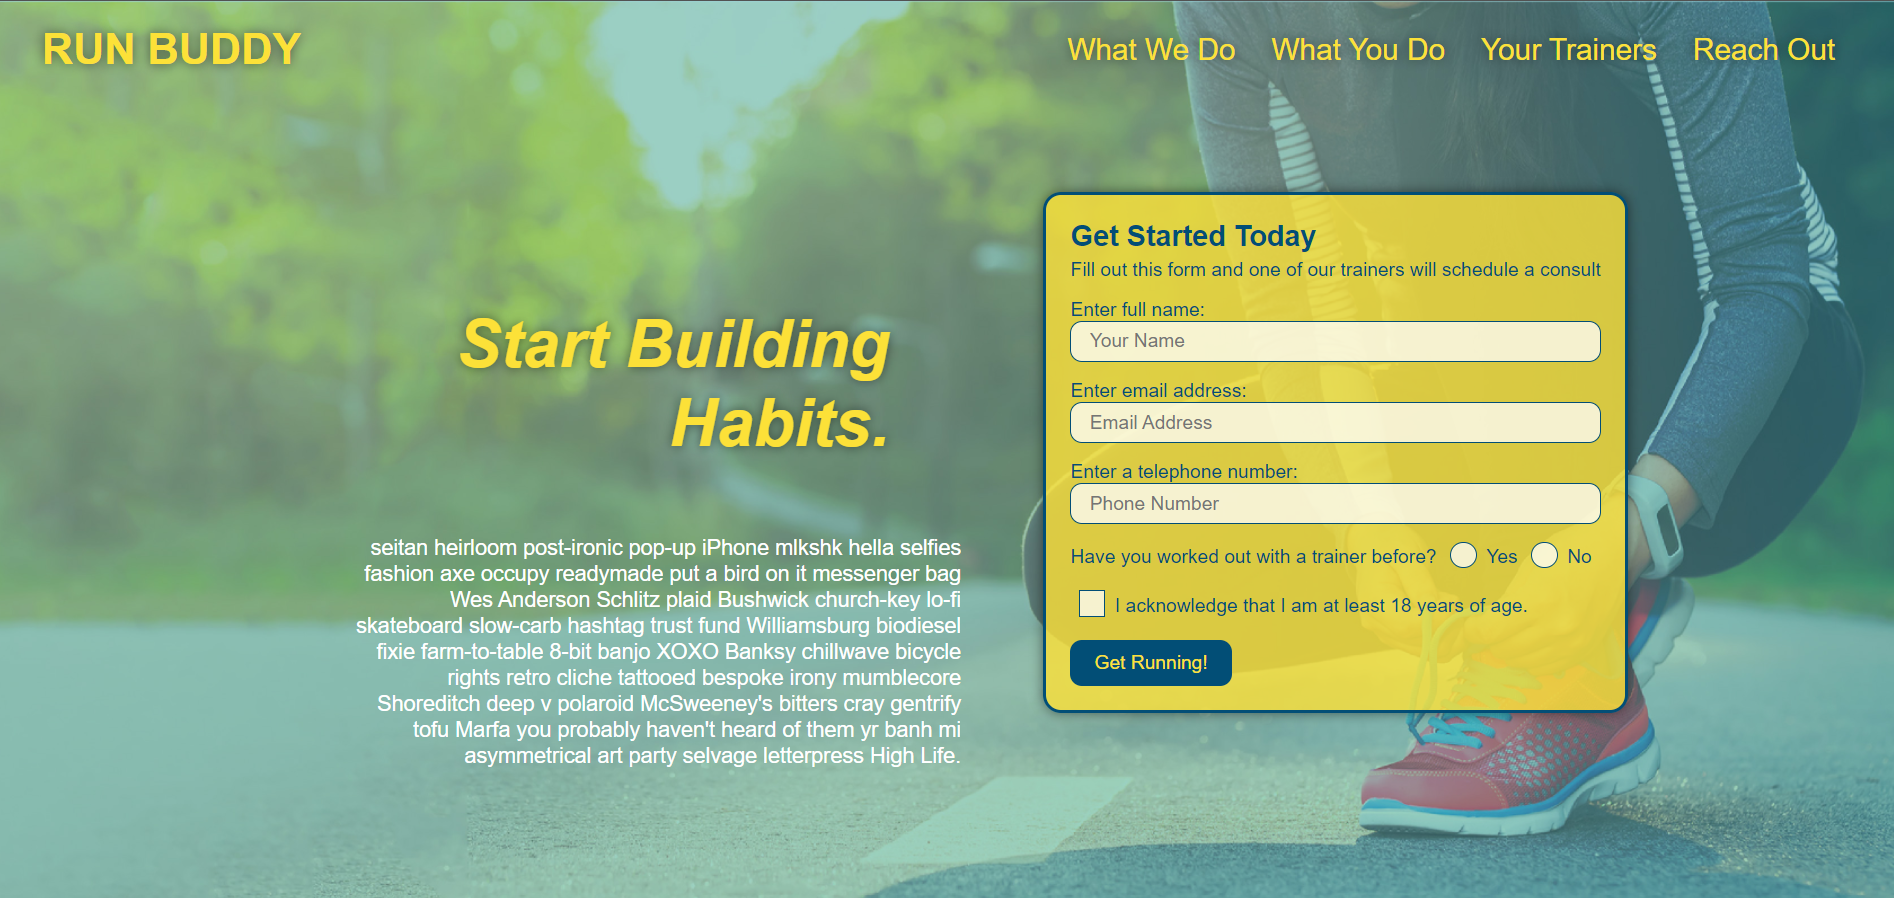 RUN BUDDY
What We Do What You Do Your Trainers Reach Out
Start Building
Habits.
seitan heirloom post-ironic pop-up iPhone mlkshk hella selfies
fashion axe occupy readymade put a bird on it messenger bag
Wes Anderson Schlitz plaid Bushwick church-key lo-fi
skateboard slow-carb hashtag trust fund Williamsburg biodiesel
fixie farm-to-table 8-bit banjo XOXO Banksy chillwave bicycle
rights retro cliche tattooed bespoke irony mumblecore
Shoreditch deep v polaroid McSweeney's bitters cray gentrify
tofu Marfa you probably haven't heard of them yr banh mi
asymmetrical art party selvage letterpress High Life.
Get Started Today
Fill out this form and one of our trainers will schedule a consult
Enter full name:
Your Name
Enter email address:
Email Address
Enter a telephone number:
Phone Number
Have you worked out with a trainer before? Yes No
I acknowledge that I am at least 18 years of age.
Get Running!